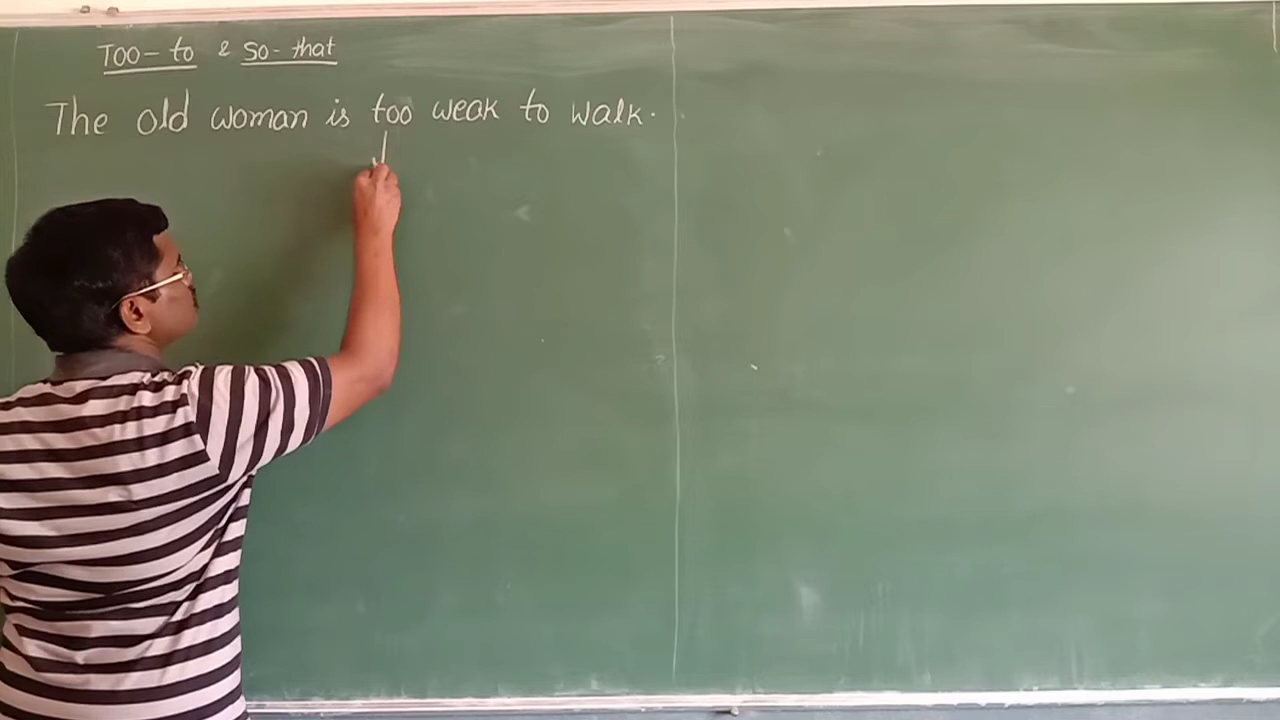 Too - to & So - that
The old woman is too weak to walk.